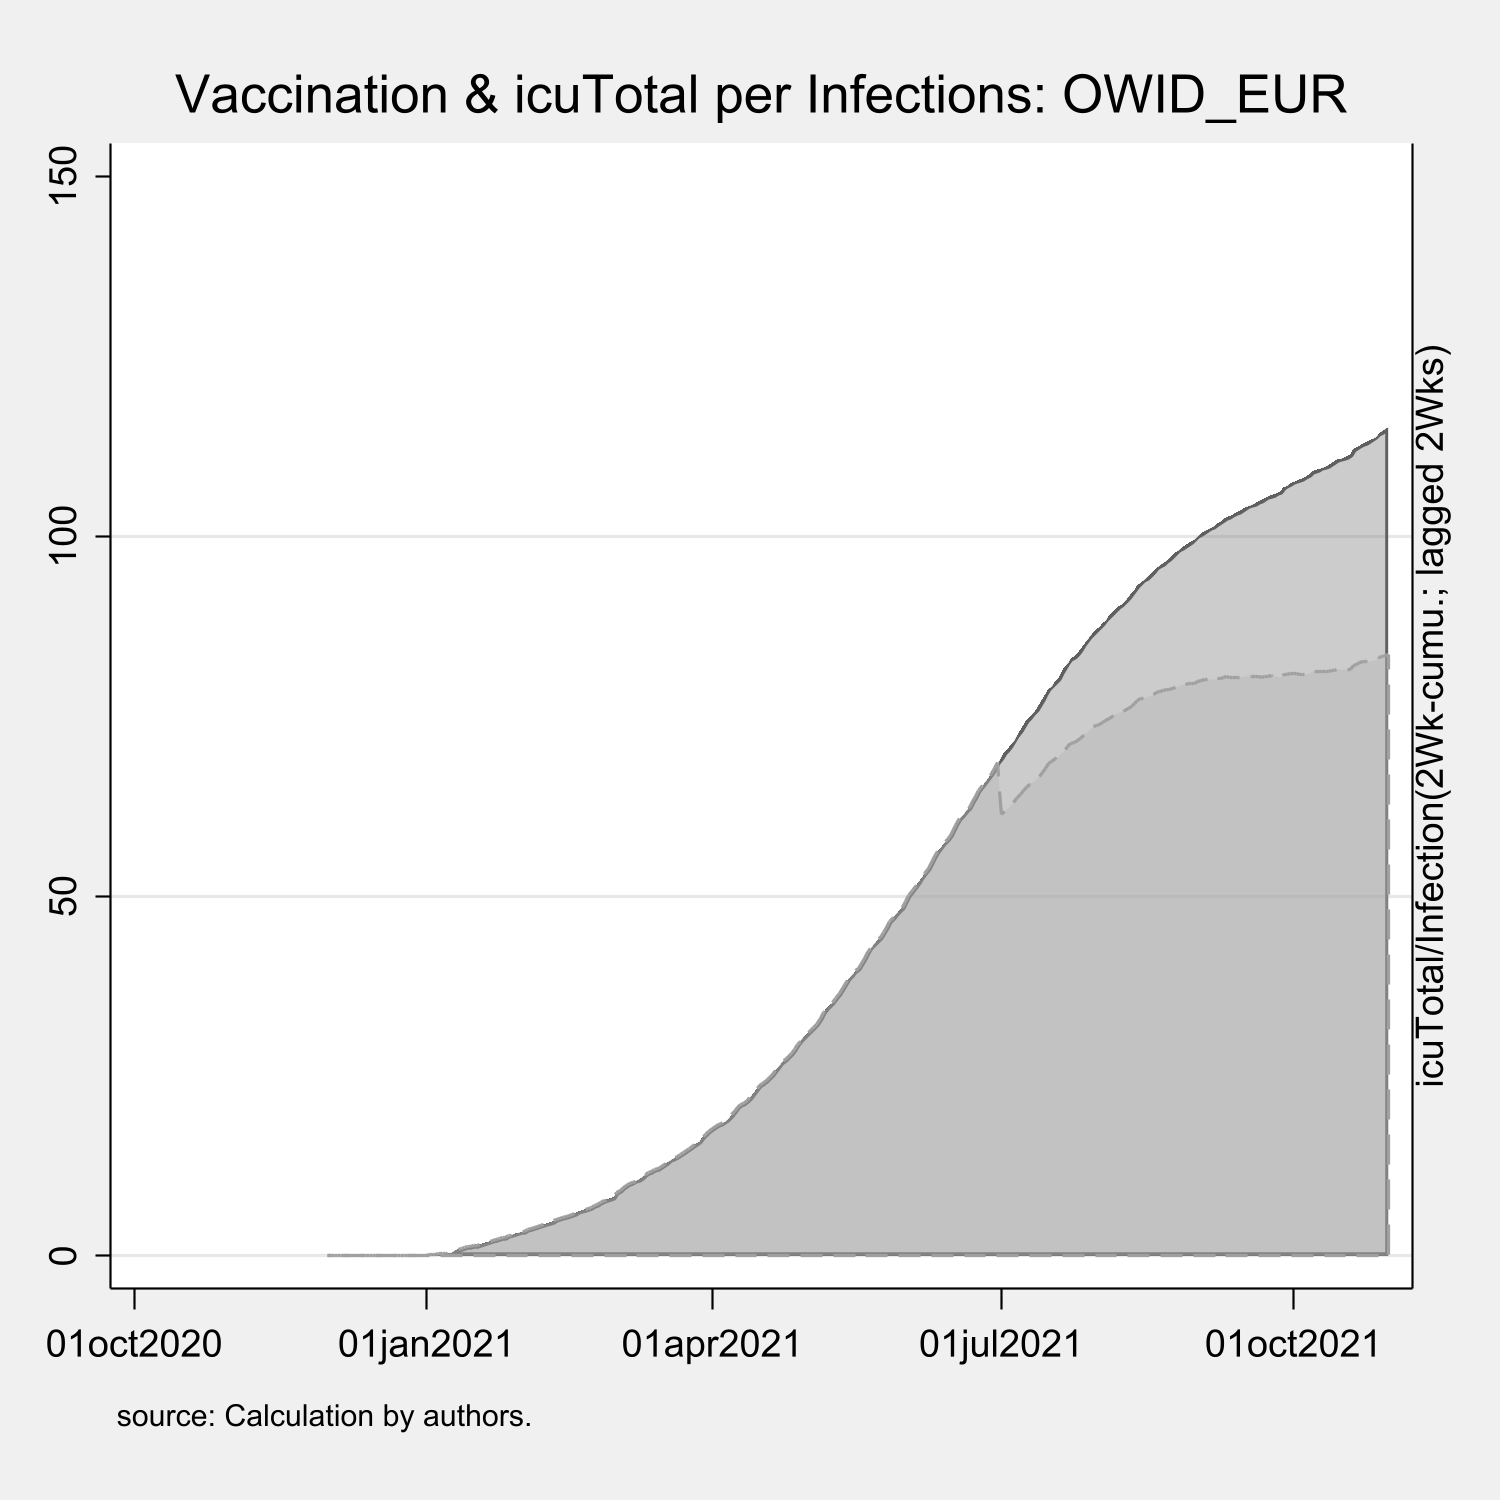 Vaccination & icuTotal per Infections: OWID_EUR
150
100
50
0
icuTotal/Infection(2Wk-cumu.; lagged 2Wks)
01oct2020 01jan2021 01apr2021 01jul2021 01oct2021
source: Calculation by authors.